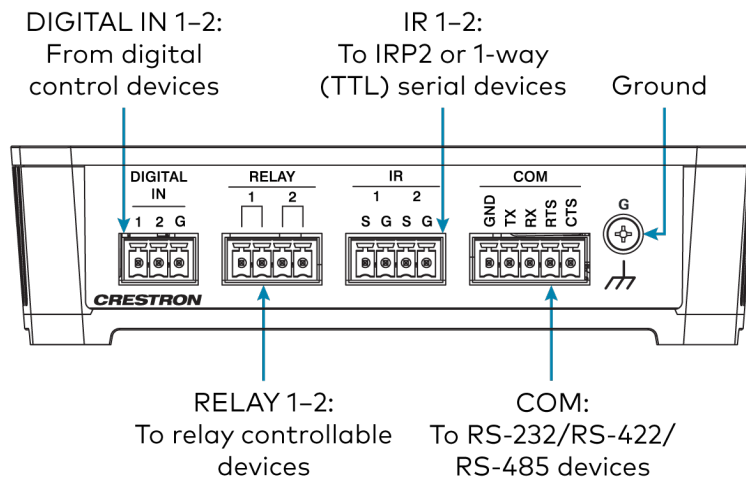 DIGITAL IN 1–2:
From digital
control devices
IR 1–2:
To IRP2 or 1-way
(TTL) serial devices
Ground
DIGITAL
IN
1 2 G
RELAY
1 2
IR
1 2
S G S G
COM
GND TX RX RTS CTS
G
CRESTRON
RELAY 1–2:
To relay controllable
devices
COM:
To RS-232/RS-422/
RS-485 devices